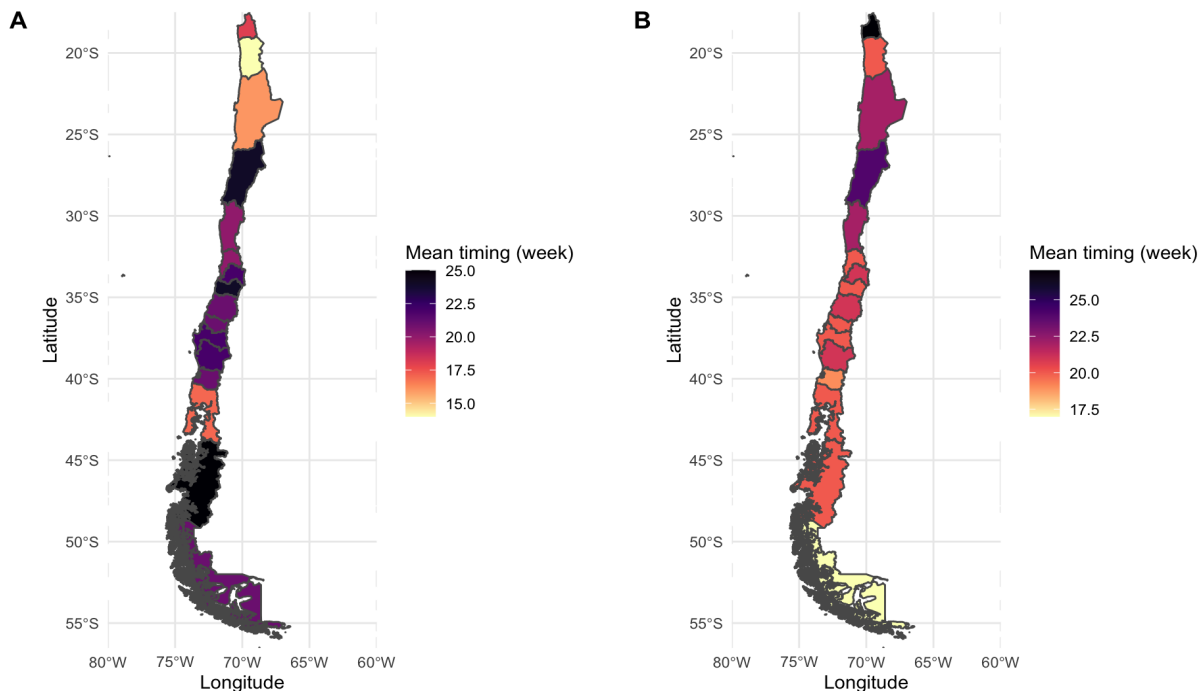 A
20°S
25°S
30°S
35°S
40°S
45°S
50°S
55°S
Latitude
80°W 75°W 70°W 65°W 60°W
Longitude
Mean timing (week)
25.0
22.5
20.0
17.5
15.0
B
20°S
25°S
30°S
35°S
40°S
45°S
50°S
55°S
Latitude
80°W 75°W 70°W 65°W 60°W
Longitude
Mean timing (week)
25.0
22.5
20.0
17.5